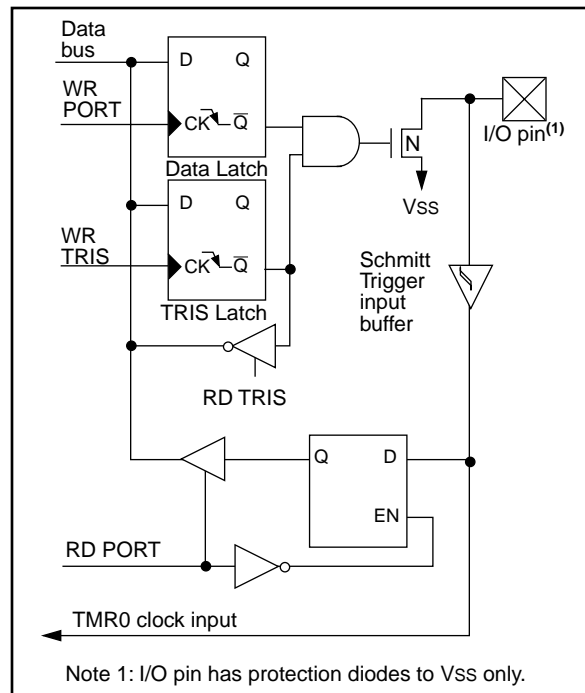 Data
bus
D Q
WR
PORT
CK Q
Data Latch
N
I/O pin(1)
VSS
D Q
WR
TRIS
CK Q
TRIS Latch
Schmitt
Trigger
input
buffer
RD TRIS
Q D
EN
RD PORT
TMR0 clock input
Note 1: I/O pin has protection diodes to VSS only.